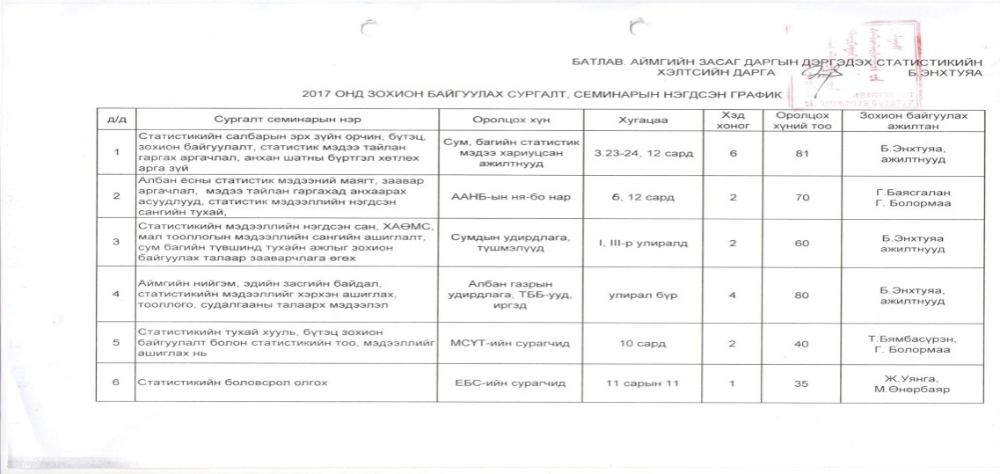 БАТЛАВ. АЙМГИЙН ЗАСАГ ДАРГЫН ДЭРГЭДЭХ СТАТИСТИКИЙН
ХЭЛТСИЙН ДАРГА Б.ЭНХТУЯА
2017 ОНД ЗОХИОН БАЙГУУЛАХ СУРГАЛТ, СЕМИНАРЫН НЭГДСЭН ГРАФИК
д/д Сургалт семинарын нэр Оролцох хүн Хугацаа Хэд хоног Оролцох хүний тоо Зохион байгуулах ажилтан
1
Статистикийн салбарын эрх зүйн орчин, бүтэц,
зохион байгуулалт, статистик мэдээ тайлан
гаргах аргачлал, анхан шатны бүртгэл хөтлөх
арга зүй
Сум, багийн статистик
мэдээ хариуцсан
ажилтнууд
3.23-24, 12 сард
6
81
Б.Энхтуяа,
ажилтнууд
2
Албан ёсны статистик мэдээний маягт, заавар
аргачлал, мэдээ тайлан гаргахад анхаарах
асуудлууд, статистик мэдээллийн нэгдсэн
сангийн тухай,
ААНБ-ын ня-бо нар
6, 12 сард
2
70
Г.Баясгалан
Г. Болормаа
3
Статистикийн мэдээллийн нэгдсэн сан, ХАӨМС,
мал тооллогын мэдээллийн сангийн ашиглалт,
сум багийн түвшинд тухайн ажлыг зохион
байгуулах талаар зааварчлага өгөх
Сумдын удирдлага,
түшмэлүүд
I, III-р улиралд
2
60
Б.Энхтуяа
ажилтнууд
4
Аймгийн нийгэм, эдийн засгийн байдал,
статистикийн мэдээллийг хэрхэн ашиглах,
тооллого, судалгааны талаарх мэдээлэл
Албан газрын
удирдлага, ТББ-ууд,
иргэд
улирал бүр
4
80
Б.Энхтуяа,
ажилтнууд
5
Статистикийн тухай хууль, бүтэц зохион
байгуулалт болон статистикийн тоо, мэдээллийг
ашиглах нь
МСҮТ-ийн сурагчид
10 сард
2
40
Т.Бямбасүрэн,
Г. Болормаа
6
Статистикийн боловсрол олгох
ЕБС-ийн сурагчид
11 сарын 11
1
35
Ж.Уянга,
М.Өнөрбаяр